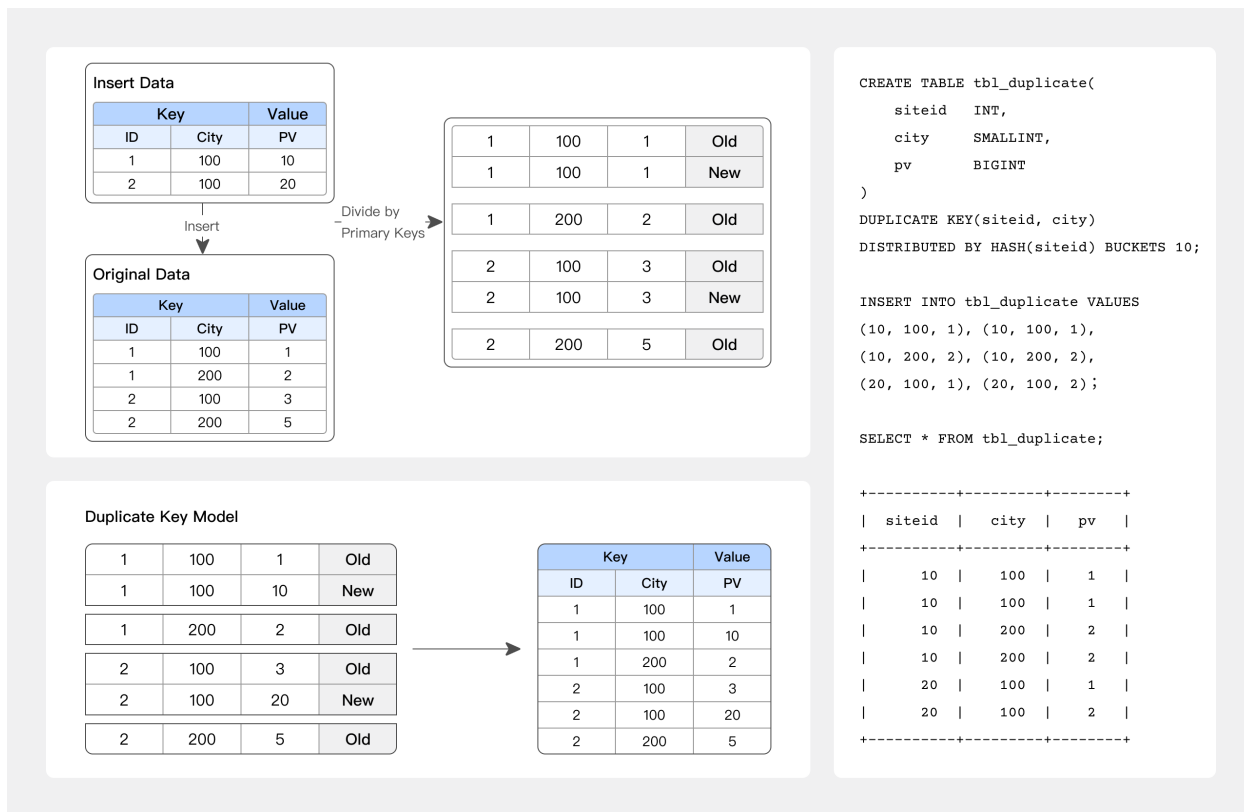 Insert Data
Key Value
ID City PV
1 100 10
2 100 20
Insert
Original Data
Key Value
ID City PV
1 100 1
1 200 2
2 100 3
2 200 5
Divide by
Primary Keys
1 100 1 Old
1 100 1 New
1 200 2 Old
2 100 3 Old
2 100 3 New
2 200 5 Old
Duplicate Key Model
1 100 1 Old
1 100 10 New
1 200 2 Old
2 100 3 Old
2 100 20 New
2 200 5 Old
Key Value
ID City PV
1 100 1
1 100 10
1 200 2
2 100 3
2 100 20
2 200 5
CREATE TABLE tbl_duplicate(
    siteid   INT,
    city     SMALLINT,
    pv       BIGINT
)
DUPLICATE KEY(siteid, city)
DISTRIBUTED BY HASH(siteid) BUCKETS 10;
INSERT INTO tbl_duplicate VALUES
(10, 100, 1), (10, 100, 1),
(10, 200, 2), (10, 200, 2),
(20, 100, 1), (20, 100, 2);
SELECT * FROM tbl_duplicate;
+----------+---------+--------+
|  siteid  |   city  |   pv   |
+----------+---------+--------+
|      10  |    100  |    1   |
|      10  |    100  |    1   |
|      10  |    200  |    2   |
|      10  |    200  |    2   |
|      20  |    100  |    1   |
|      20  |    100  |    2   |
+----------+---------+--------+